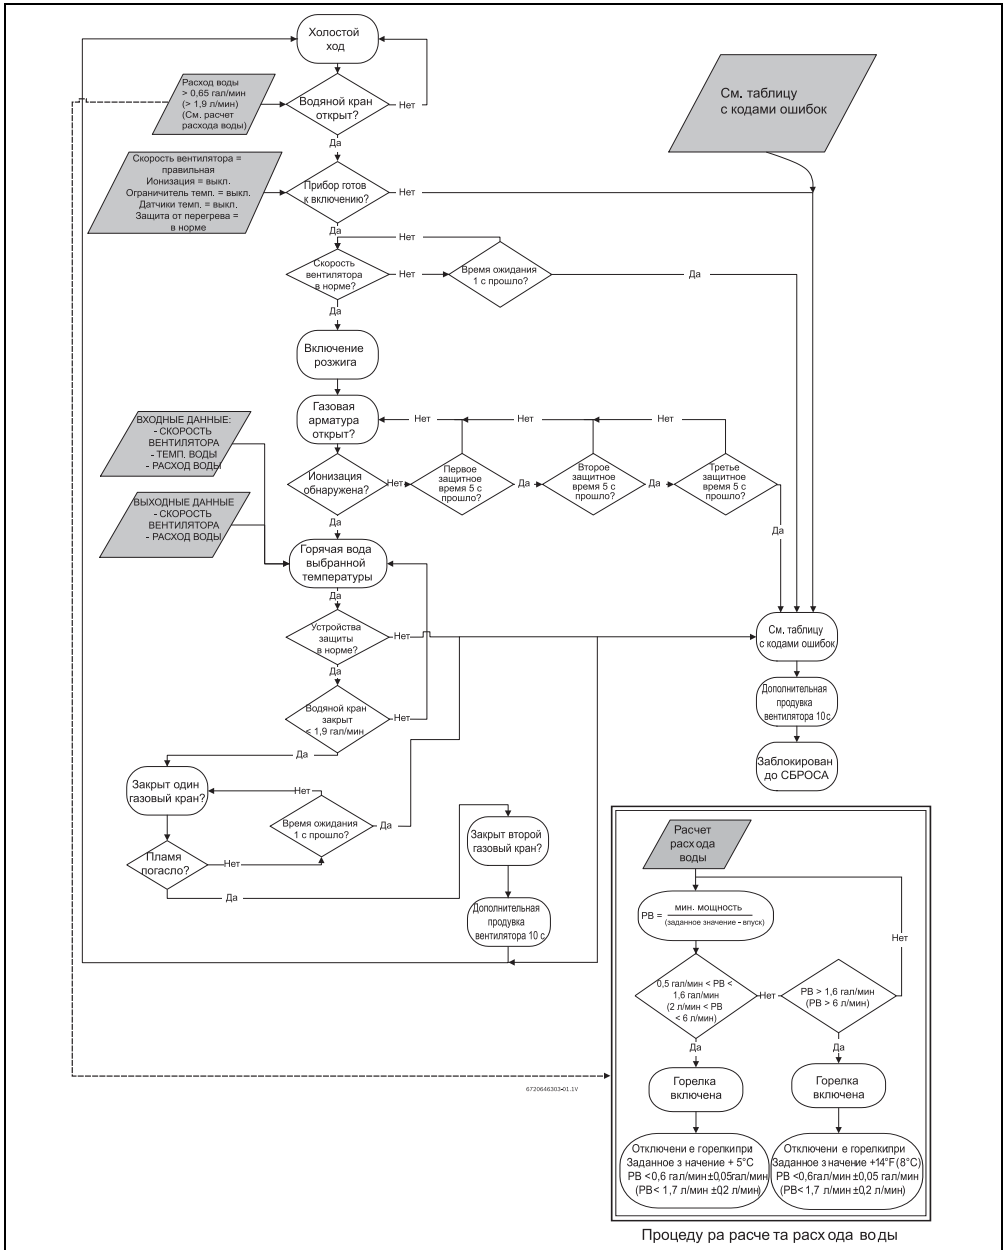 Холостой
ход
Расход воды
> 0,65 гал/мин
(> 1,9 л/мин)
(См. расчет
расхода воды)
Водяной кран
открыт?
Нет
Да
См. таблицу
с кодами ошибок
Скорость вентилятора =
правильная
Ионизация = выкл.
Ограничитель темп. = выкл.
Датчики темп. = выкл.
Защита от перегрева =
в норме
Прибор готов
к включению?
Нет
Да
Нет
Скорость
вентилятора
в норме?
Нет
Время ожидания
1 с прошло?
Да
Да
Включение
розжига
Газовая
арматура
открыт?
Нет
Нет
Нет
ВХОДНЫЕ ДАННЫЕ:
- СКОРОСТЬ
ВЕНТИЛЯТОРА
- ТЕМП. ВОДЫ
- РАСХОД ВОДЫ
Ионизация
обнаружена?
Нет
Первое
защитное
время 5 с
прошло?
Да
Второе
защитное
время 5 с
прошло?
Да
Третье
защитное
время 5 с
прошло?
Да
Да
ВЫХОДНЫЕ ДАННЫЕ
- СКОРОСТЬ
ВЕНТИЛЯТОРА
- РАСХОД ВОДЫ
Горячая вода
выбранной
температуры
Да
Устройства
защиты
в норме?
Нет
Да
См, таблицу
с кодами ошибок
Водяной кран
закрыт
< 1,9 гал/мин
Нет
Да
Дополнительная
продувка
вентилятора 10 с.
Заблокирован
до СБРОСА
Закрыт один
газовый кран?
Нет
Время ожидания
1 с прошло?
Да
Пламя
погасло?
Нет
Да
Закрыт второй
газовый кран?
Дополнительная
продувка
вентилятора 10 с.
Расчет
расхода
воды
РВ =
мин. мощность
(заданное значение - впуск)
Нет
0,5 гал/мин < РВ <
1,6 гал/мин
(2 л/мин < РВ
< 6 л/мин)
Нет
РВ > 1,6 гал/мин
(РВ > 6 л/мин)
Да
Да
Горелка
включена
Горелка
включена
Отключени е горелкипри
Заданное з начение + 5°C
РВ <0,6 гал/мин ±0,05гал/мин
(РВ< 1,7 л/мин ±0,2 л/мин)
Отключени е горелкипри
Заданное з начение +14°F (8°C)
РВ <0,6гал/мин ±0,05 гал/мин
(РВ< 1,7 л/мин ±0,2 л/мин)
6720646303-01.1V
Процеду ра расче та расх ода во ды